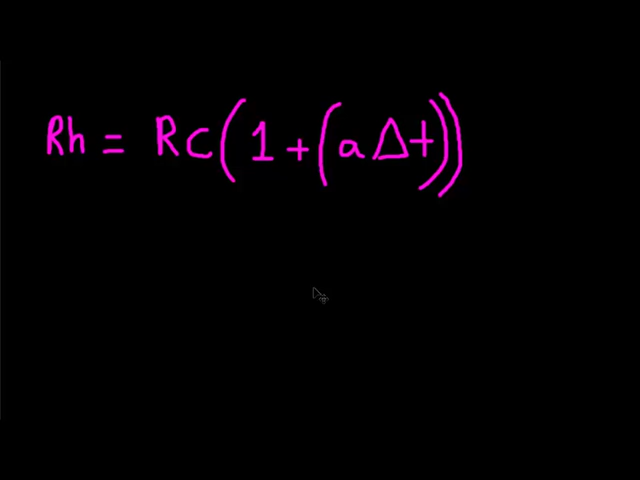 Rh = Rc(1+(aΔt))